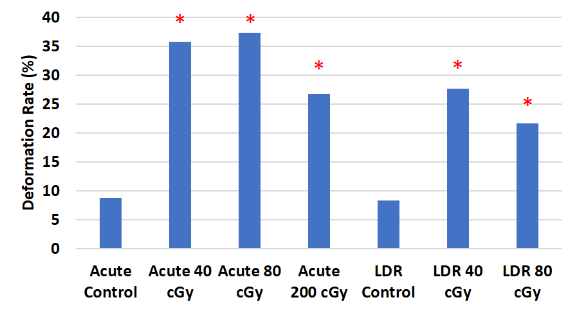 Deformation Rate (%)
40
35
30
25
20
15
10
5
0
* * * * *
Acute Control
Acute 40 cGy
Acute 80 cGy
Acute 200 cGy
LDR Control
LDR 40 cGy
LDR 80 cGy